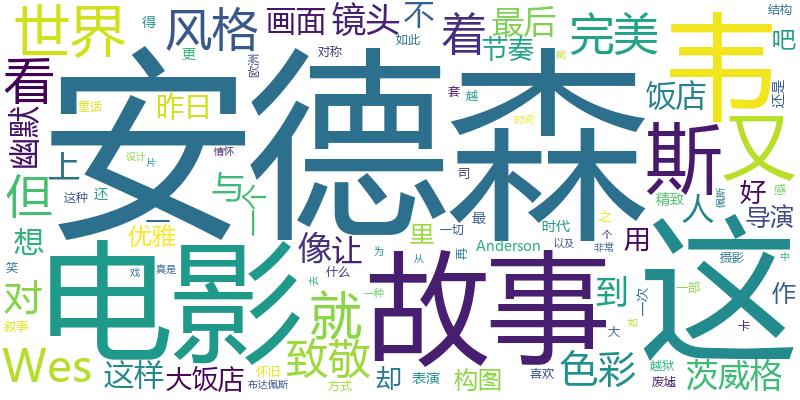 世界
得
风格
更
欧洲
画面
镜头
对称
如此
不
着
最后
节奏
完美
韦
结构
吧
还是
能
看
安德森
童话
昨日
幽默
上
片
设计
情怀
套
越
时间
饭店
斯
又
但
这种
还
一
与
个
司
最
里
一切
时代
之
个
精致
人
好
感
佩斯
导演
想
优雅
笑
真是
像让
Anderson
以及
非常
用
这
摄影
中
对
电影
戏
去
什么
为
从
再
故事
一种
到
一次
一部
作
叙事
就
致敬
如
大
卡
Wes
这样
大饭店
怀旧
布达佩斯
方式
却
表演
构图
喜欢
色彩
越狱
废墟
茨威格